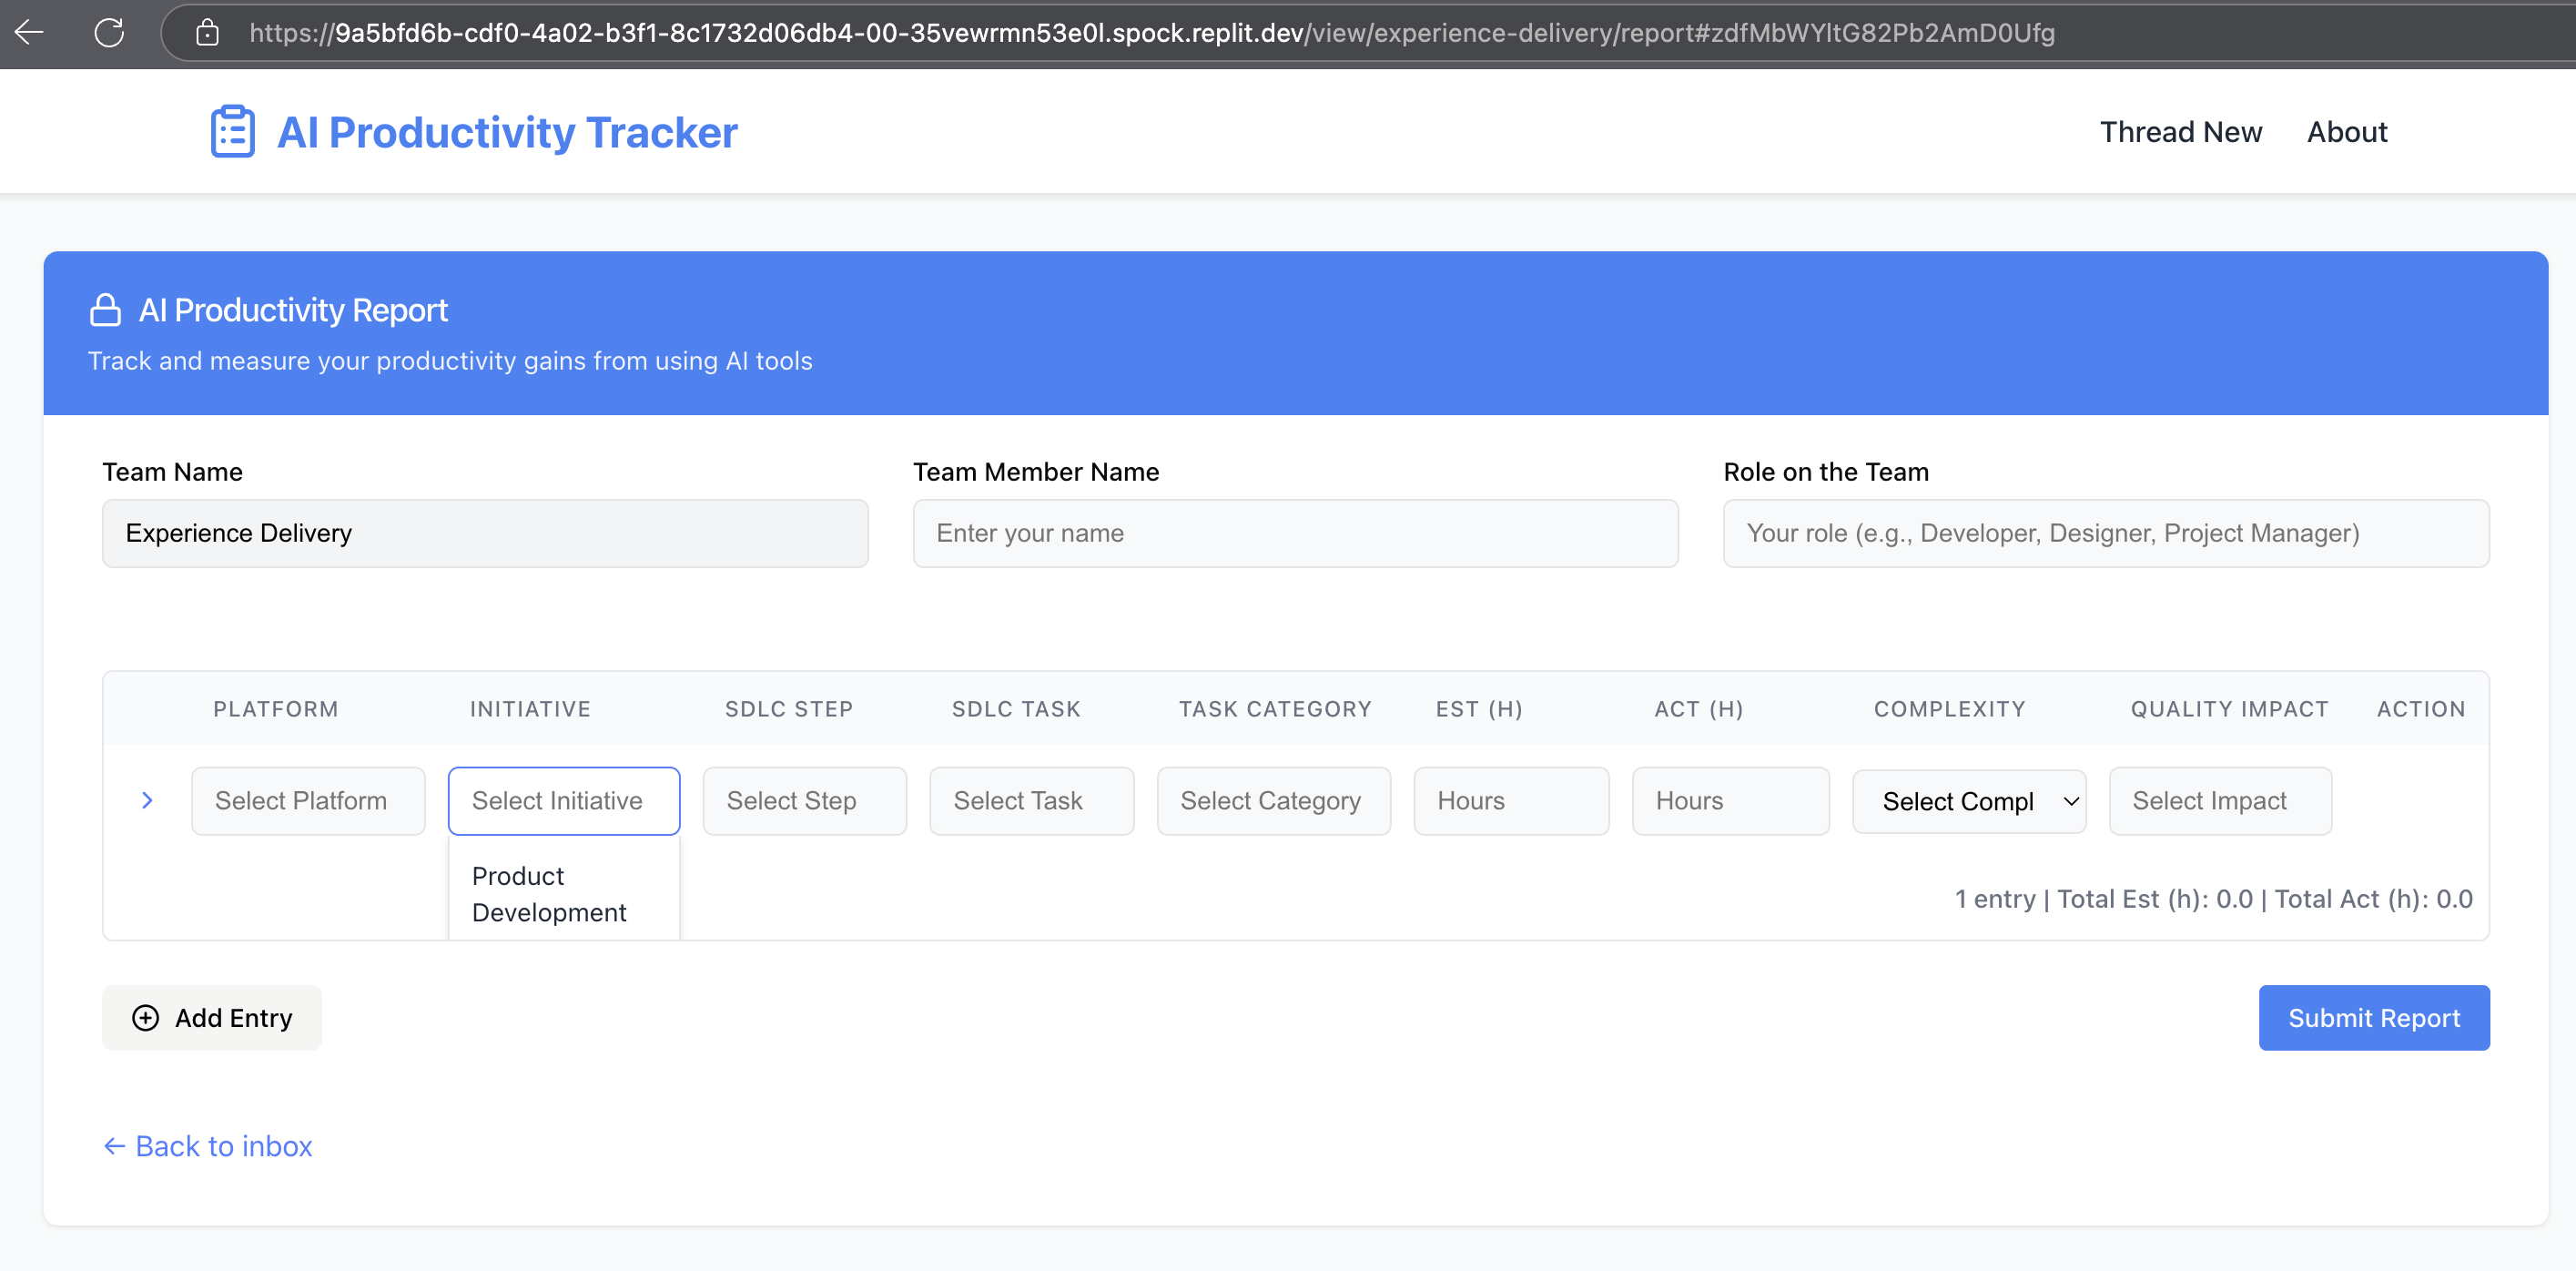 https://9a5bfd6b-cdf0-4a02-b3f1-8c1732d06db4-00-35vewrmn53e0l.spock.replit.dev/view/experience-delivery/report#zdfMbWYltG82Pb2AmD0Ufg
AI Productivity Tracker
Thread New
About
AI Productivity Report
Track and measure your productivity gains from using AI tools
Team Name
Team Member Name
Role on the Team
Experience Delivery
Enter your name
Your role (e.g., Developer, Designer, Project Manager)
PLATFORM INITIATIVE SDLC STEP SDLC TASK TASK CATEGORY EST (H) ACT (H) COMPLEXITY QUALITY IMPACT ACTION
Select Platform Select Initiative Select Step Select Task Select Category Hours Hours Select Compl Select Impact
Product
Development
1 entry | Total Est (h): 0.0 | Total Act (h): 0.0
Add Entry
Submit Report
← Back to inbox